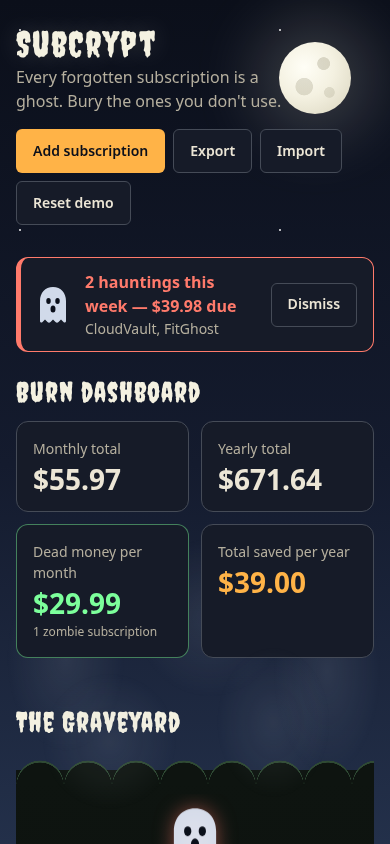 SUBCRYPT
Every forgotten subscription is a
ghost. Bury the ones you don't use.
Add subscription
Export
Import
Reset demo
2 hauntings this
week — $39.98 due
CloudVault, FitGhost
Dismiss
BURN DASHBOARD
Monthly total
$55.97
Yearly total
$671.64
Dead money per
month
$29.99
1 zombie subscription
Total saved per year
$39.00
THE GRAVEYARD